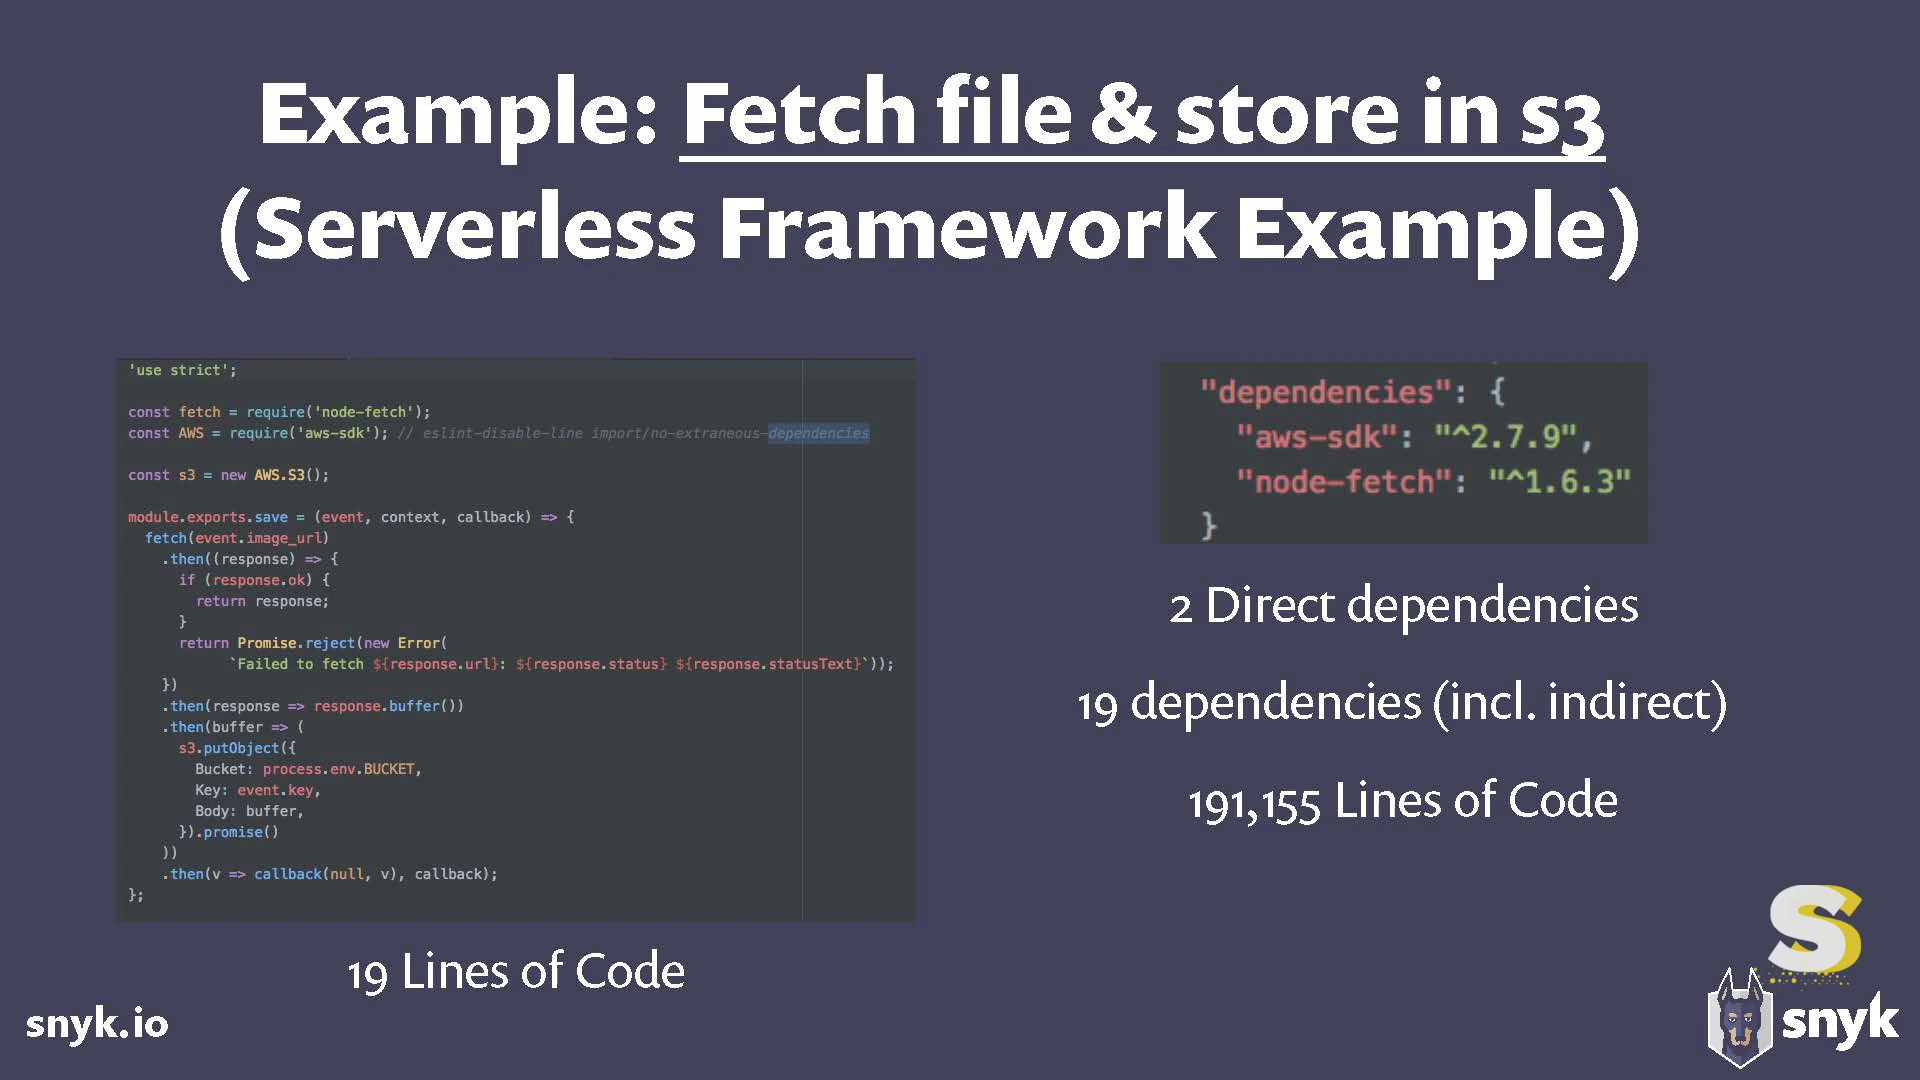 Example: Fetch file & store in s3
(Serverless Framework Example)
'use strict';
const fetch = require('node-fetch');
const AWS = require('aws-sdk'); // eslint-disable-line import/no-extraneous-dependencies
const s3 = new AWS.S3();
module.exports.save = (event, context, callback) => {
fetch(event.image_url)
.then((response) => {
if (response.ok) {
return response;
}
return Promise.reject(new Error(
`Failed to fetch ${response.url}: ${response.status} ${response.statusText}`));
})
.then(response => response.buffer())
.then(buffer => (
s3.putObject({
Bucket: process.env.BUCKET,
Key: event.key,
Body: buffer,
}).promise()
))
.then(v => callback(null, v), callback);
};
19 Lines of Code
"dependencies": {
"aws-sdk": "^2.7.9",
"node-fetch": "^1.6.3"
}
2 Direct dependencies
19 dependencies (incl. indirect)
191,155 Lines of Code
snyk.io
S
snyk